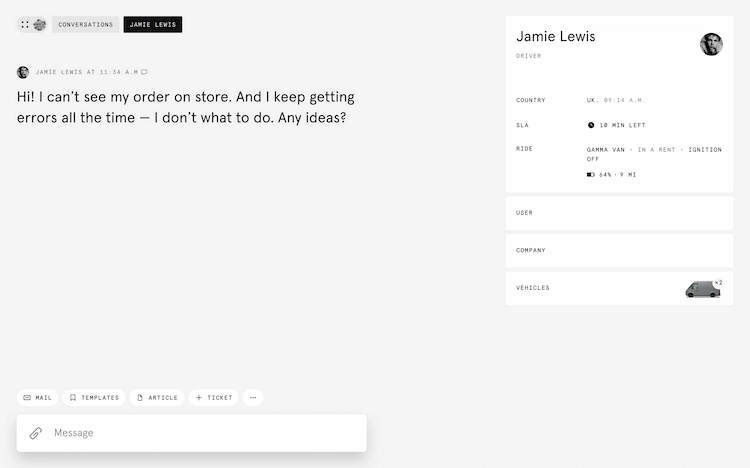 CONVERSATIONS
JAMIE LEWIS
JAMIE LEWIS AT 11:34 A.M
Hi! I can’t see my order on store. And I keep getting
errors all the time — I don’t what to do. Any ideas?
MAIL
TEMPLATES
ARTICLE
TICKET
Message
Jamie Lewis
DRIVER
COUNTRY
UK, 09:14 A.M.
SLA
10 MIN LEFT
RIDE
GAMMA VAN · IN A RENT · IGNITION
OFF
64% · 9 MI
USER
COMPANY
VEHICLES
×2